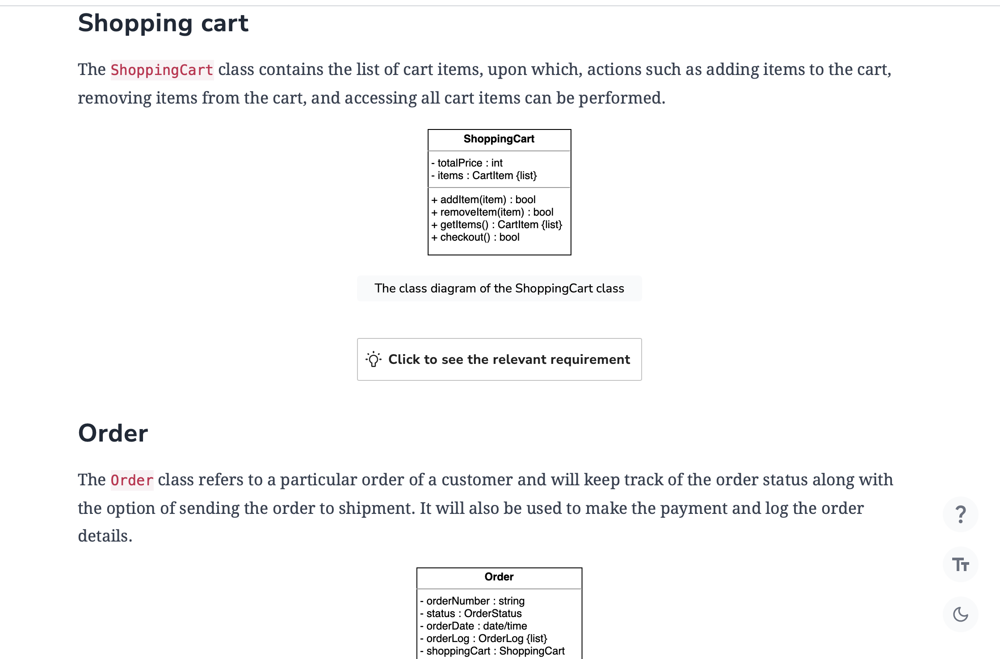 Shopping cart
The ShoppingCart class contains the list of cart items, upon which, actions such as adding items to the cart,
removing items from the cart, and accessing all cart items can be performed.
ShoppingCart
- totalPrice : int
- items : CartItem {list}
+ addItem(item) : bool
+ removeItem(item) : bool
+ getItems() : CartItem {list}
+ checkout() : bool
The class diagram of the ShoppingCart class
Click to see the relevant requirement
Order
The Order class refers to a particular order of a customer and will keep track of the order status along with
the option of sending the order to shipment. It will also be used to make the payment and log the order
details.
?
Tт
Order
- orderNumber : string
- status : OrderStatus
- orderDate : date/time
- orderLog : OrderLog {list}
- shoppingCart : ShoppingCart